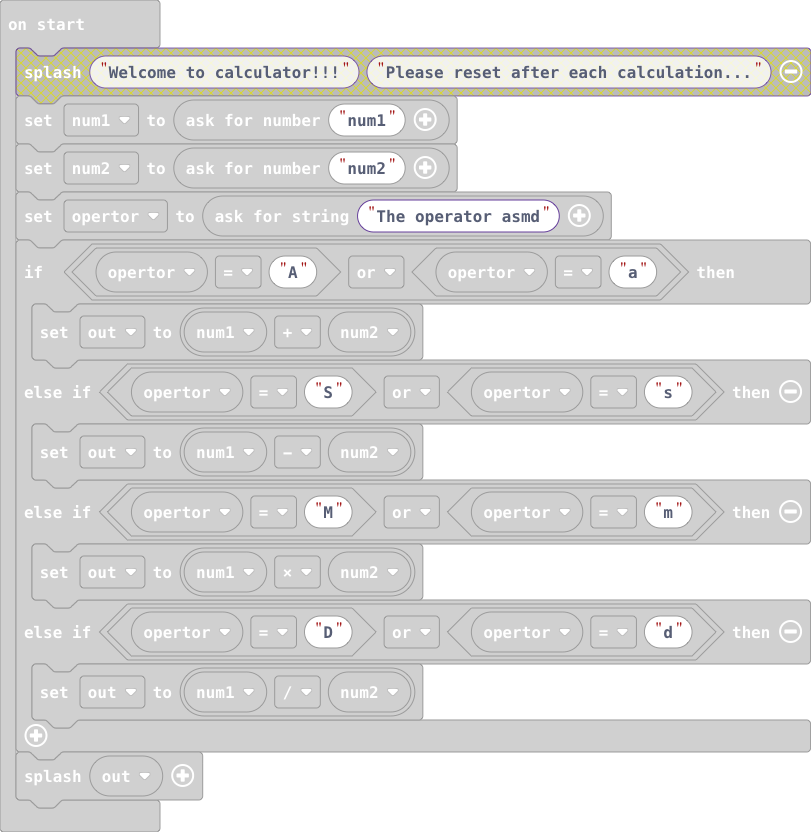 on start
splash "Welcome to calculator!!!" "Please reset after each calculation..."
set num1 to ask for number "num1"
set num2 to ask for number "num2"
set opertor to ask for string "The operator asmd"
if opertor = "A" or opertor = "a" then
set out to num1 + num2
else if opertor = "S" or opertor = "s" then
set out to num1 - num2
else if opertor = "M" or opertor = "m" then
set out to num1 × num2
else if opertor = "D" or opertor = "d" then
set out to num1 / num2
splash out